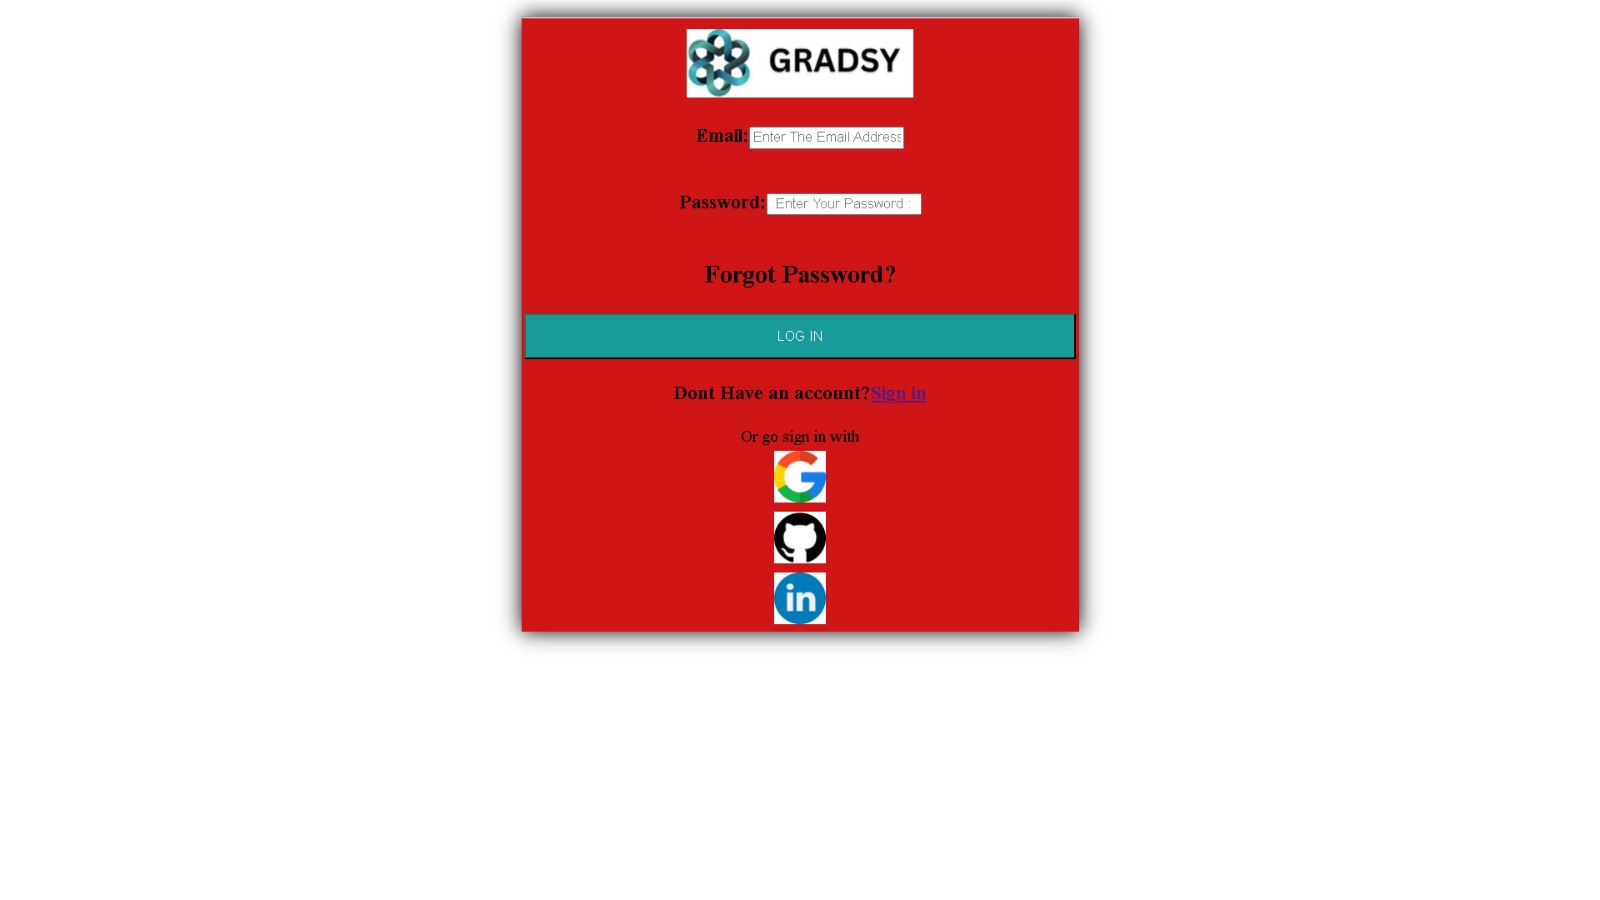 GRADSY
Email: Enter The Email Address
Password: Enter Your Password :
Forgot Password?
LOG IN
Dont Have an account?Sign in
Or go sign in with
in